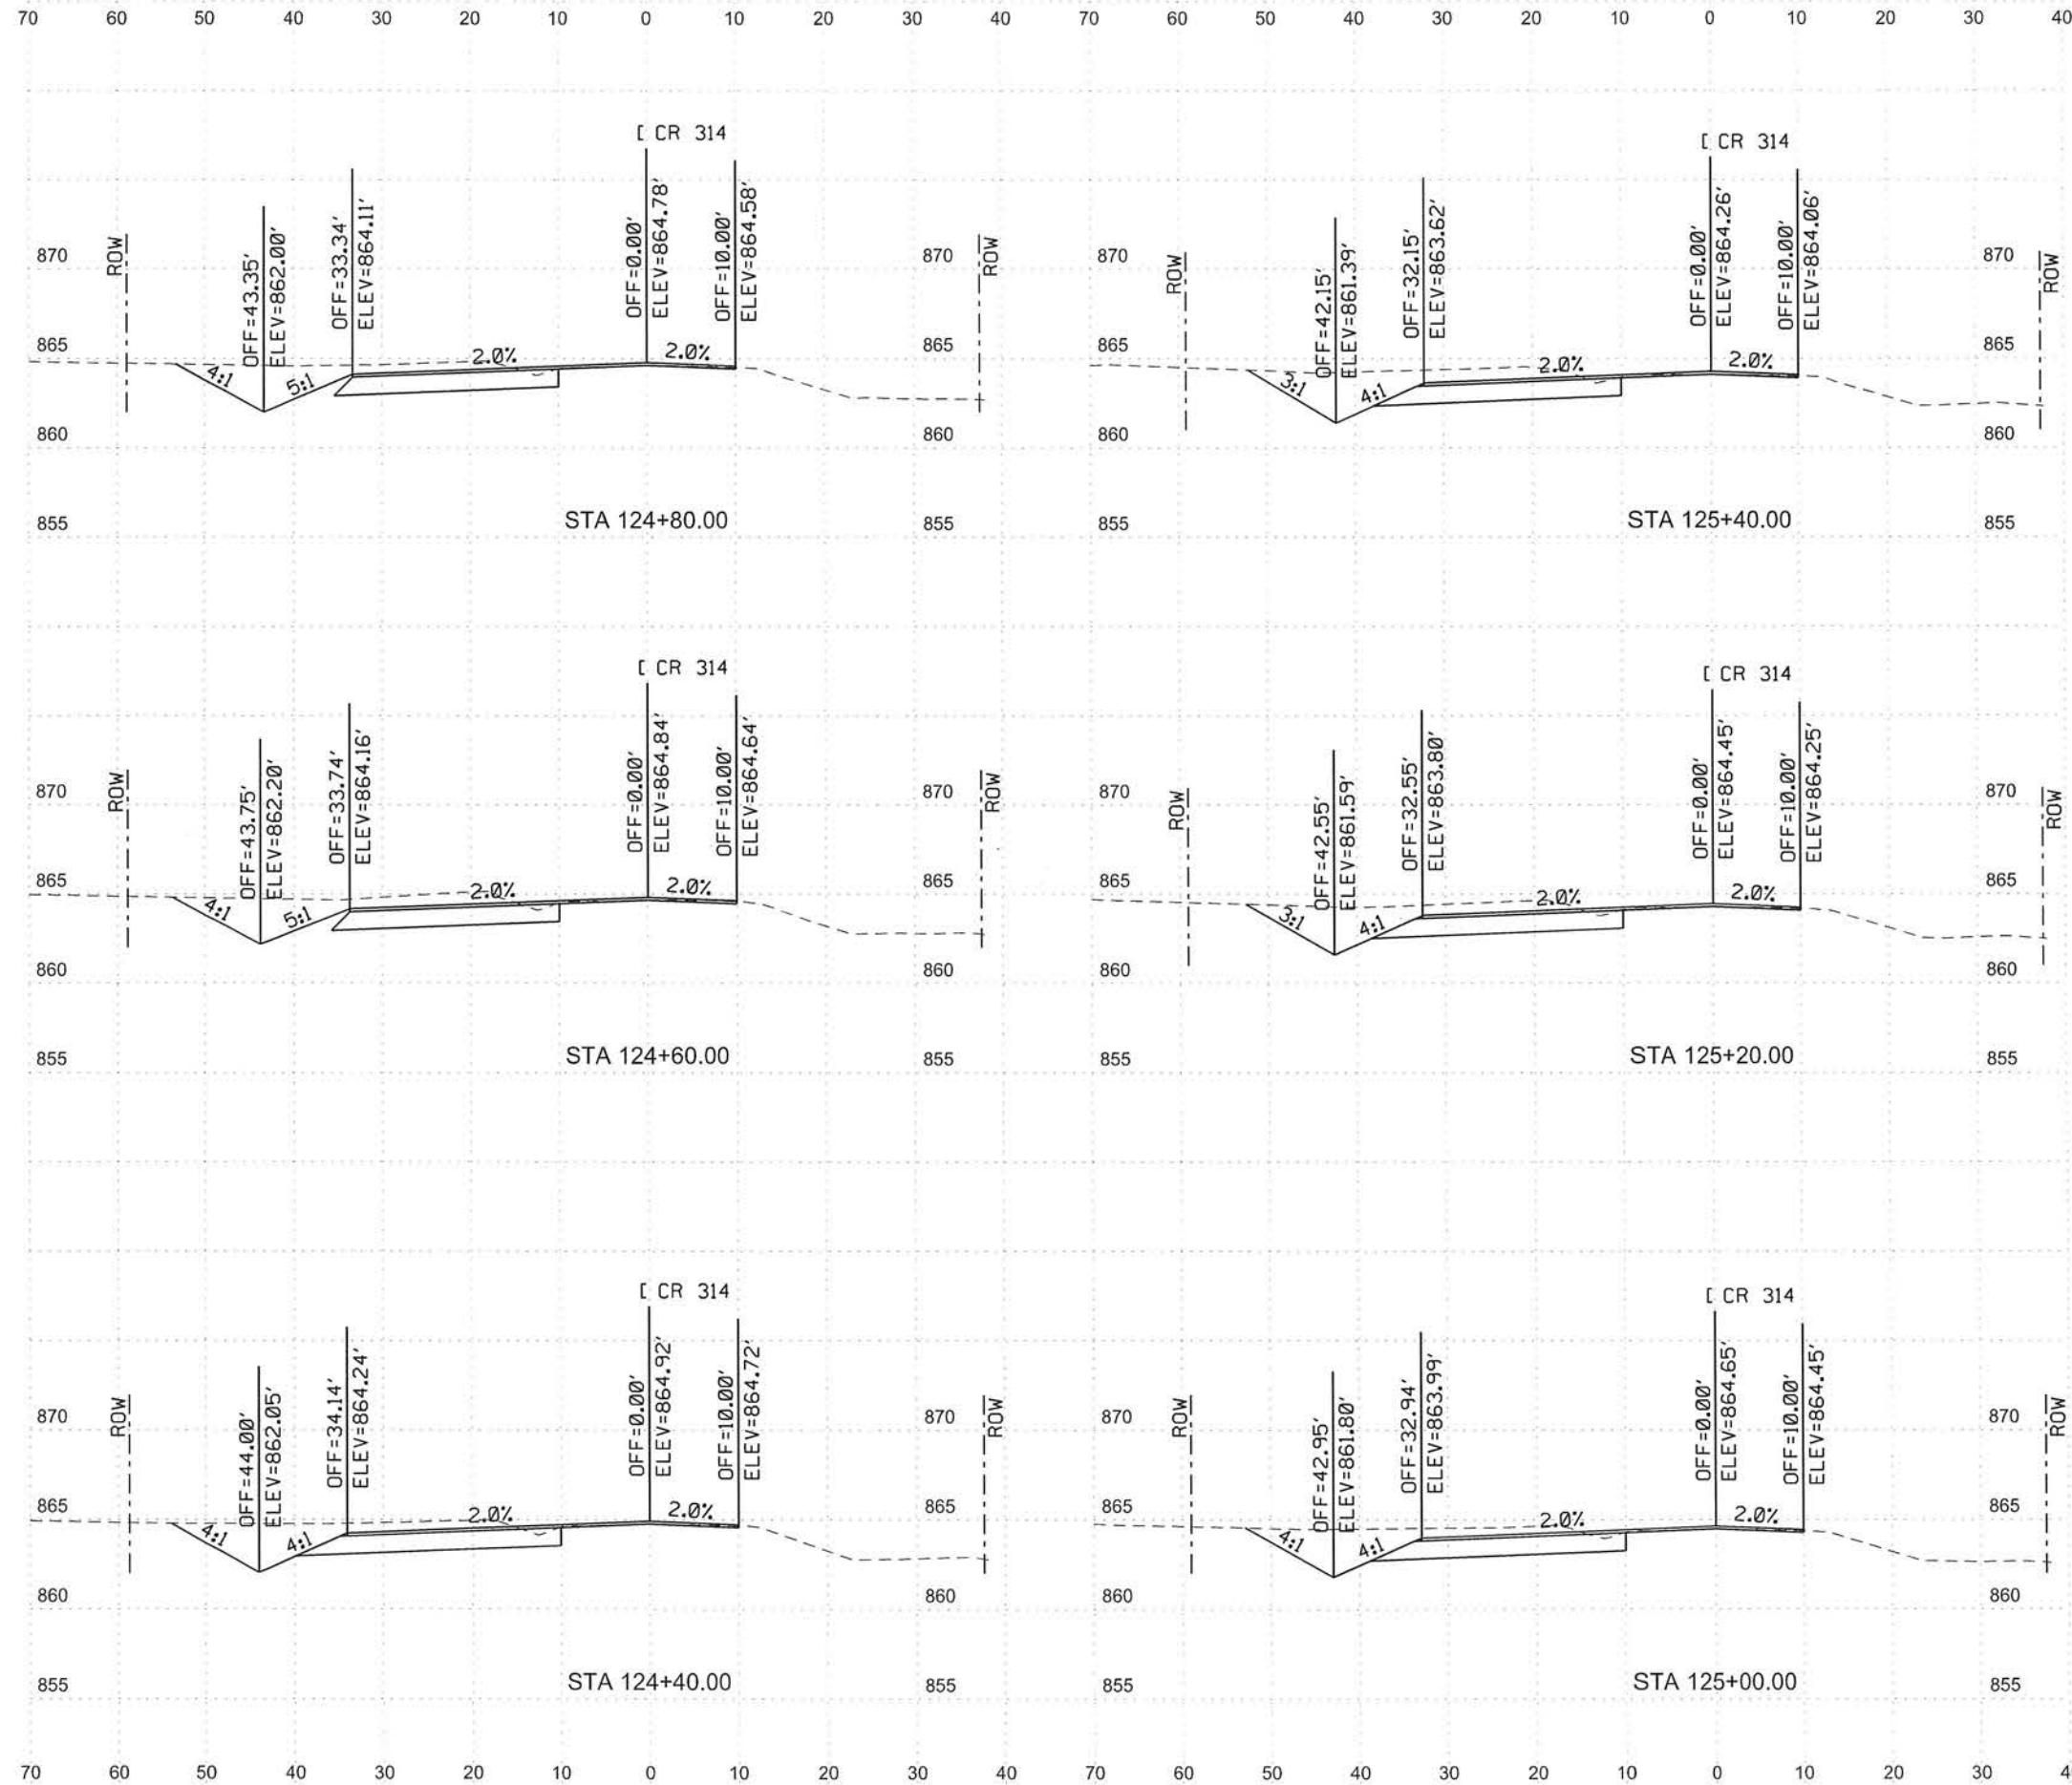 70 60 50 40 30 20 10 0 10 20 30 40 70 60 50 40 30 20 10 0 10 20 30 40
[ CR 314
ROW
OFF=43.35'
ELEV=862.00'
OFF=33.34'
ELEV=864.11'
OFF=0.00'
ELEV=864.78'
OFF=10.00'
ELEV=864.58'
ROW
870 870
865 865
4:1 5:1 2.0% 2.0%
860 860
855 STA 124+80.00 855
[ CR 314
ROW
OFF=42.15'
ELEV=861.39'
OFF=32.15'
ELEV=863.62'
OFF=0.00'
ELEV=864.26'
OFF=10.00'
ELEV=864.06'
ROW
870 870
865 865
3:1 4:1 2.0% 2.0%
860 860
855 STA 125+40.00 855
[ CR 314
ROW
OFF=43.75'
ELEV=862.20'
OFF=33.74'
ELEV=864.16'
OFF=0.00'
ELEV=864.84'
OFF=10.00'
ELEV=864.64'
ROW
870 870
865 865
4:1 5:1 2.0% 2.0%
860 860
855 STA 124+60.00 855
[ CR 314
ROW
OFF=42.55'
ELEV=861.59'
OFF=32.55'
ELEV=863.80'
OFF=0.00'
ELEV=864.45'
OFF=10.00'
ELEV=864.25'
ROW
870 870
865 865
3:1 4:1 2.0% 2.0%
860 860
855 STA 125+20.00 855
[ CR 314
ROW
OFF=44.00'
ELEV=862.05'
OFF=34.14'
ELEV=864.24'
OFF=0.00'
ELEV=864.92'
OFF=10.00'
ELEV=864.72'
ROW
870 870
865 865
4:1 4:1 2.0% 2.0%
860 860
855 STA 124+40.00 855
[ CR 314
ROW
OFF=42.95'
ELEV=861.80'
OFF=32.94'
ELEV=863.99'
OFF=0.00'
ELEV=864.65'
OFF=10.00'
ELEV=864.45'
ROW
870 870
865 865
4:1 4:1 2.0% 2.0%
860 860
855 STA 125+00.00 855
70 60 50 40 30 20 10 0 10 20 30 40 70 60 50 40 30 20 10 0 10 20 30